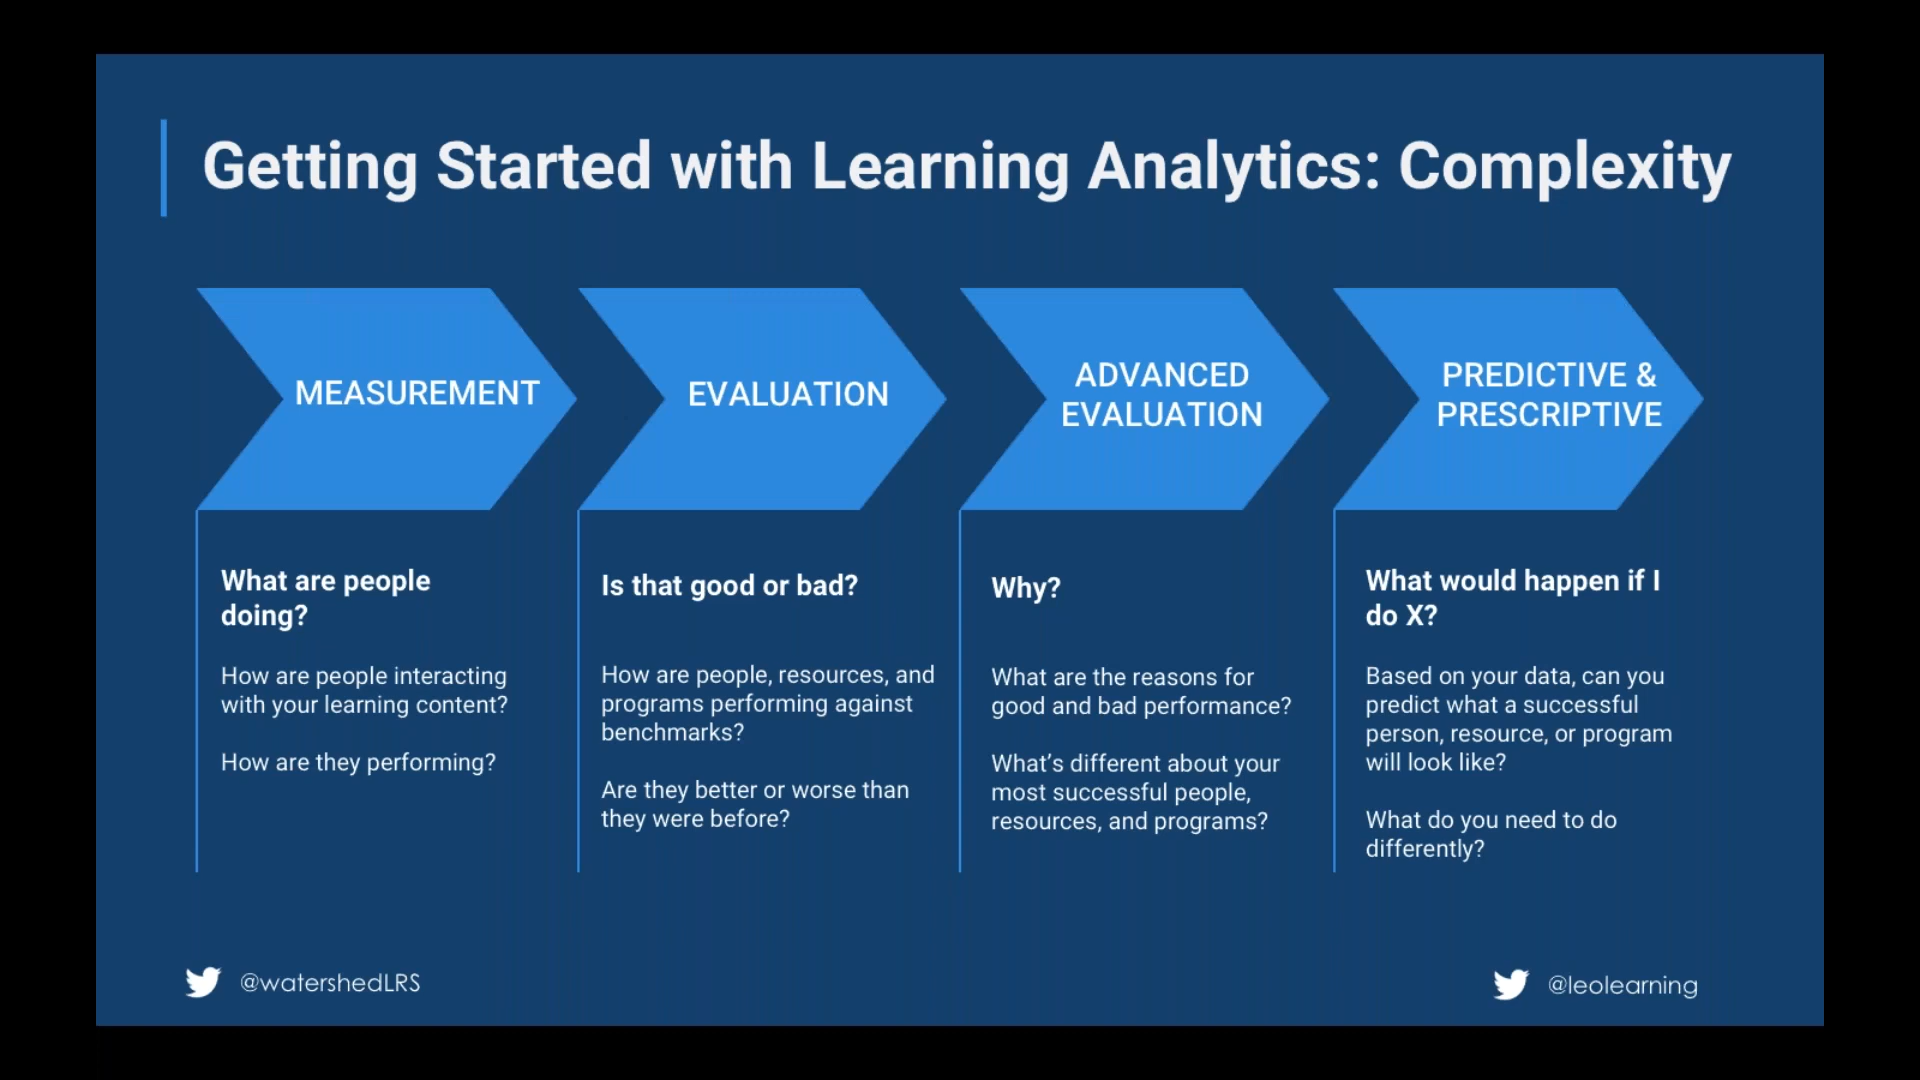 Getting Started with Learning Analytics: Complexity
MEASUREMENT
What are people
doing?
How are people interacting
with your learning content?
How are they performing?
EVALUATION
Is that good or bad?
How are people, resources, and
programs performing against
benchmarks?
Are they better or worse than
they were before?
ADVANCED
EVALUATION
Why?
What are the reasons for
good and bad performance?
What’s different about your
most successful people,
resources, and programs?
PREDICTIVE &
PRESCRIPTIVE
What would happen if I
do X?
Based on your data, can you
predict what a successful
person, resource, or program
will look like?
What do you need to do
differently?
@watershedLRS
@leolearning